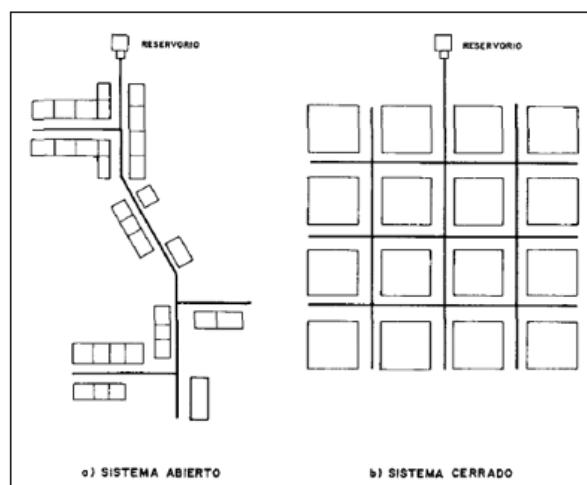 RESERVORIO
RESERVORIO
a) SISTEMA ABIERTO
b) SISTEMA CERRADO